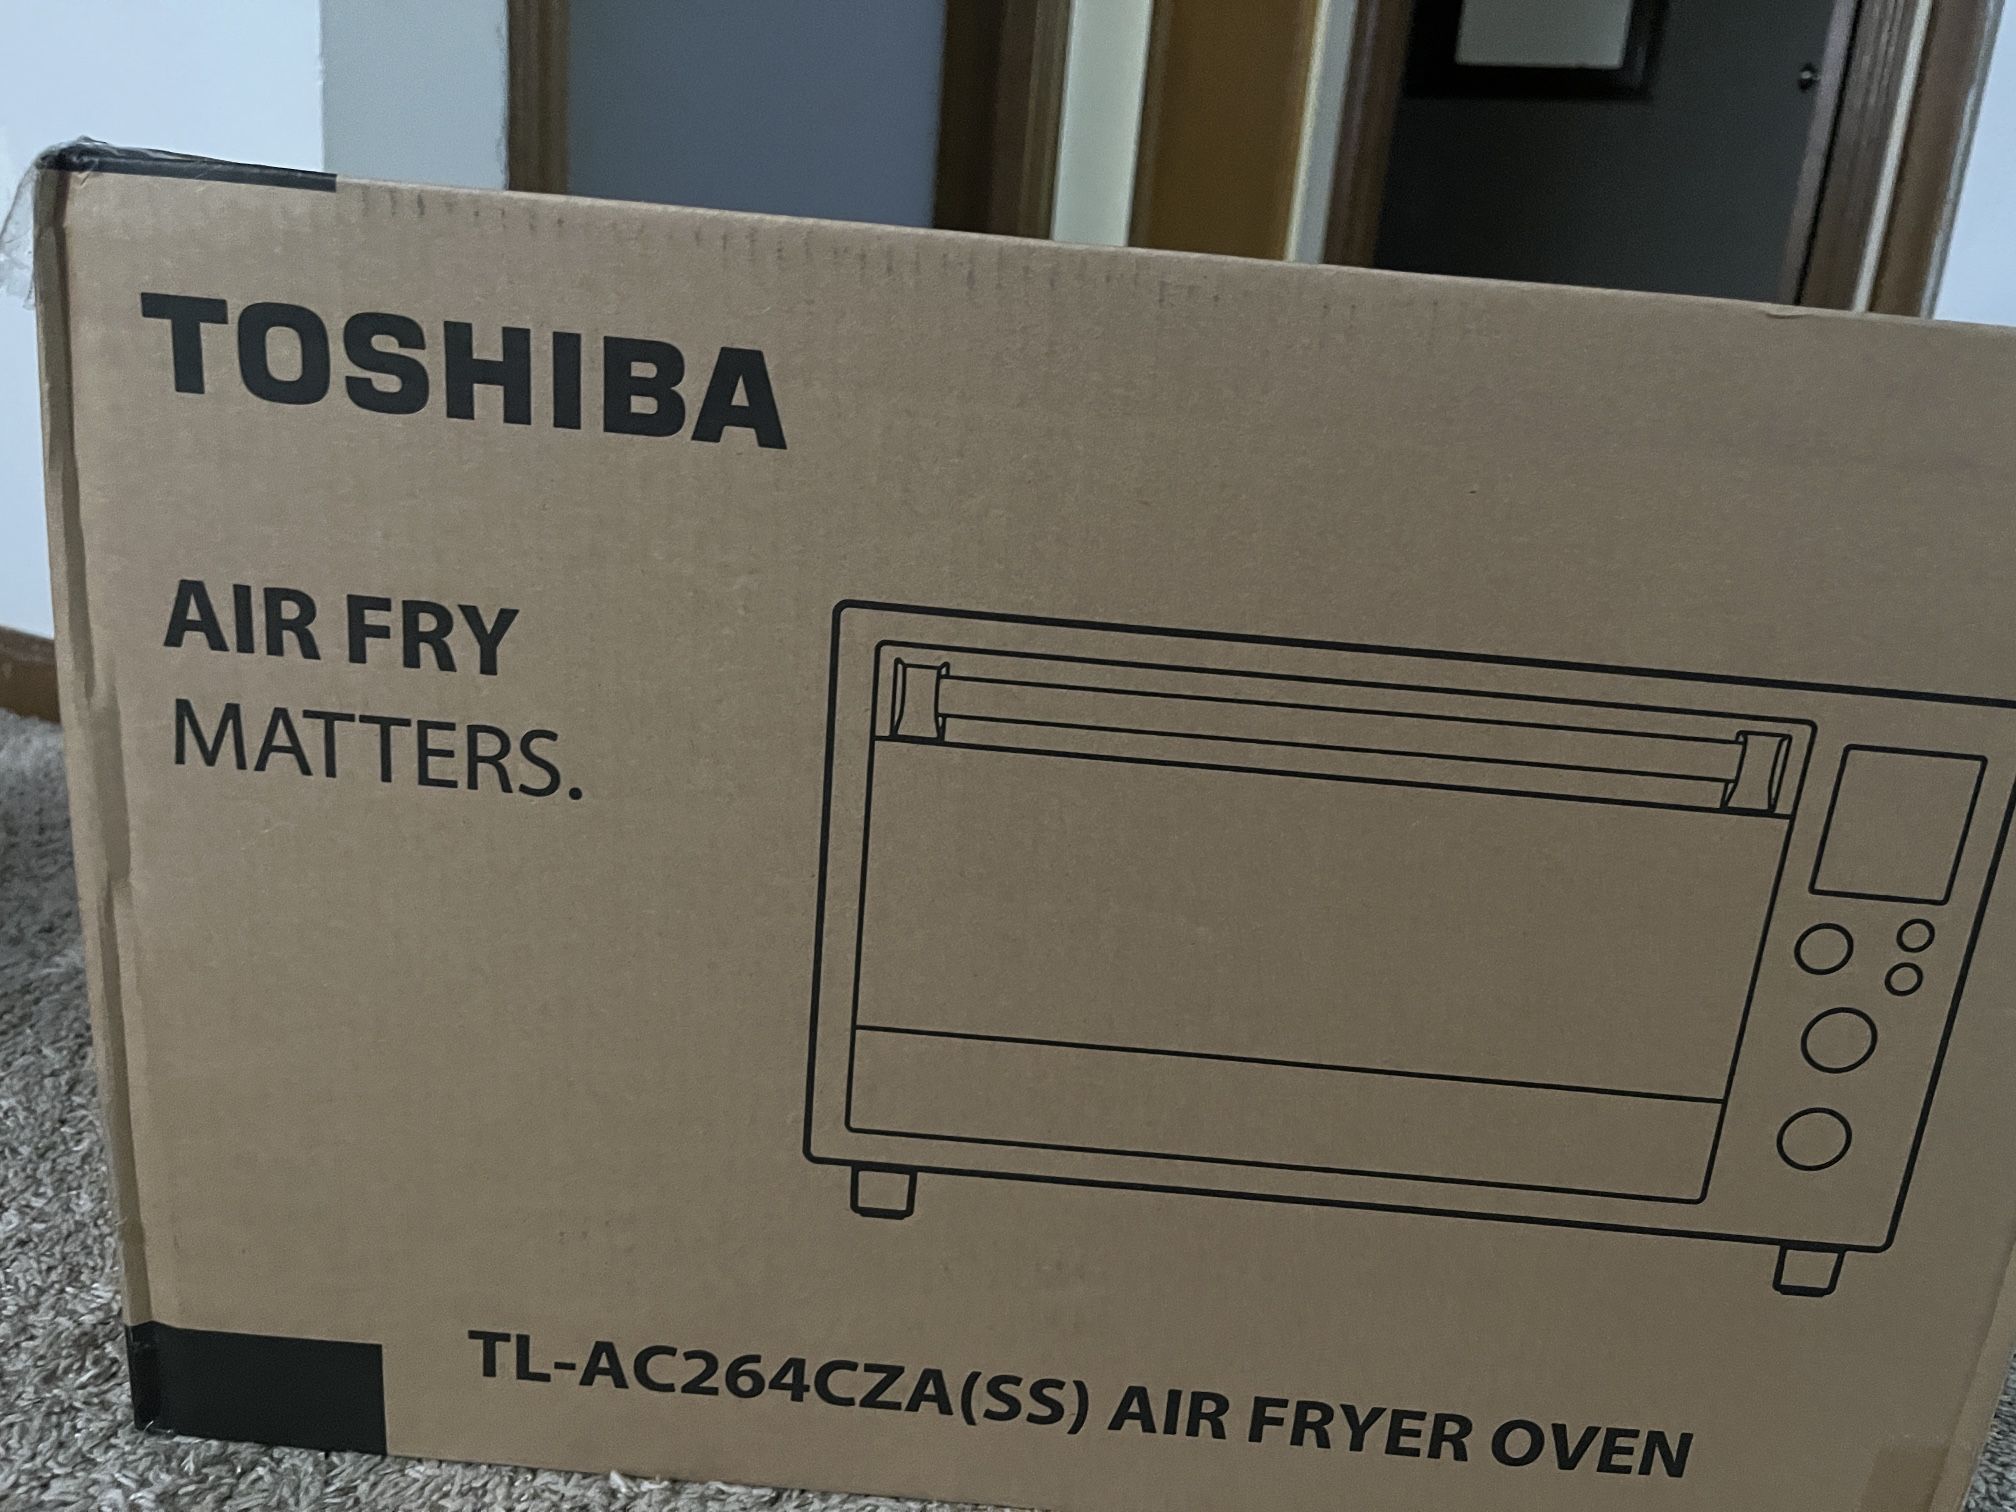 TOSHIBA
AIR FRY
MATTERS.
TL-AC264CZA(SS) AIR FRYER OVEN